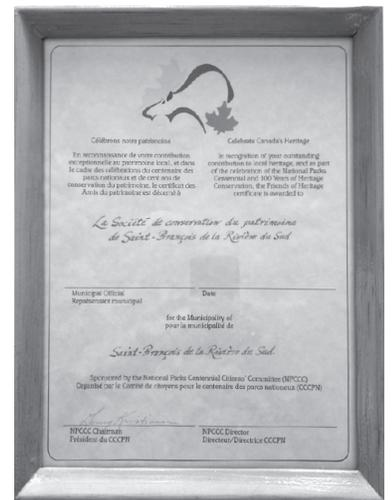 Célébrons notre patrimoine
En reconnaissance de votre contribution
exceptionnelle au patrimoine local, et dans
le cadre des célébrations du centenaire des
parcs nationaux et de cent ans de
conservation du patrimoine, le certificat des
Amis du patrimoine est décerné à
Celebrate Canada's Heritage
In recognition of your outstanding
contribution to local heritage, and as part
of the celebration of the National Parks
Centennial and 100 Years of Heritage
Conservation, the Friends of Heritage
certificate is awarded to
La Société de conservation du patrimoine
de Saint-François de la Rivière du Sud
Municipal Official
Représentant municipal
Date
for the Municipality of
pour la municipalité de
Saint-François de la Rivière du Sud
Sponsored by the National Parks Centennial Citizens' Committee (NPCCC)
Organisé par le Comité de citoyens pour le centenaire des parcs nationaux (CCCPN)
NPCCC Chairman
Président du CCCPN
NPCCC Director
Directeur/Directrice CCCPN